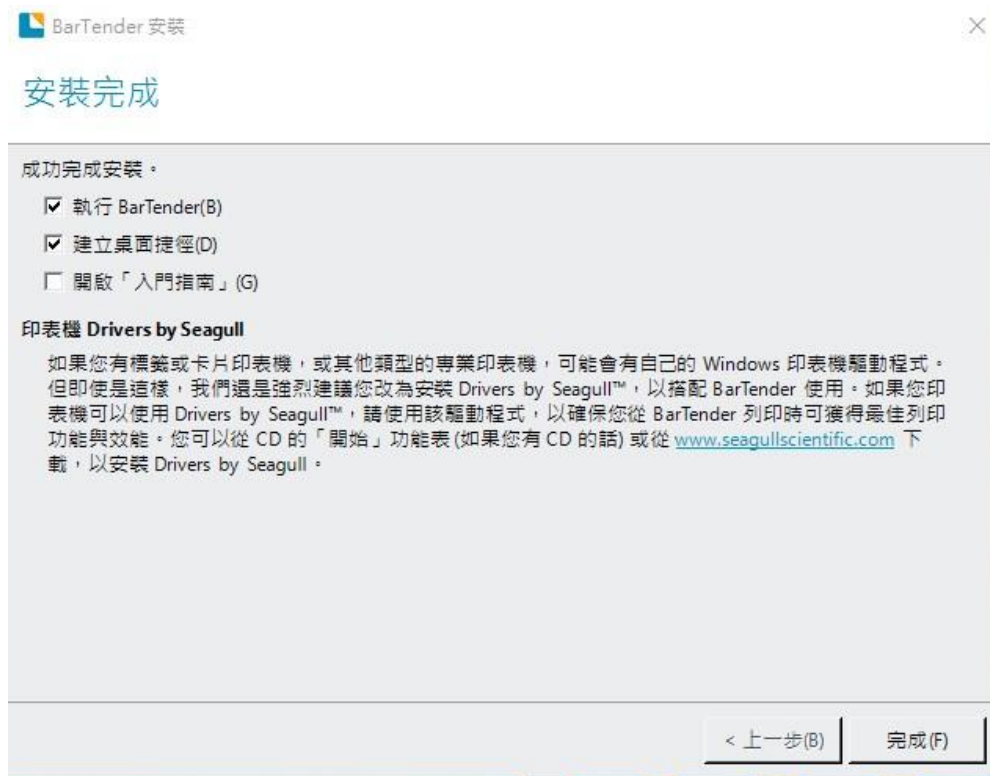 BarTender 安裝
安裝完成
成功完成安裝。
執行 BarTender(B)
建立桌面捷徑(D)
開啟「入門指南」(G)
印表機 Drivers by Seagull
如果您有標籤或卡片印表機,或其他類型的專業印表機,可能會有自己的 Windows 印表機驅動程式。
但即使是這樣,我們還是強烈建議您改為安裝 Drivers by Seagull™,以搭配 BarTender 使用。如果您印
表機可以使用 Drivers by Seagull™,請使用該驅動程式,以確保您從 BarTender 列印時可獲得最佳列印
功能與效能。您可以從 CD 的「開始」功能表 (如果您有 CD 的話) 或從 www.seagullscientific.com 下
載,以安裝 Drivers by Seagull。
< 上一步(B)
完成(F)